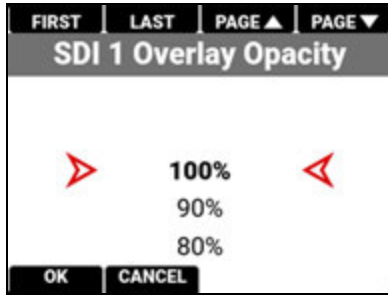 FIRST LAST PAGE▲ PAGE▼
SDI 1 Overlay Opacity
100%
90%
80%
OK CANCEL